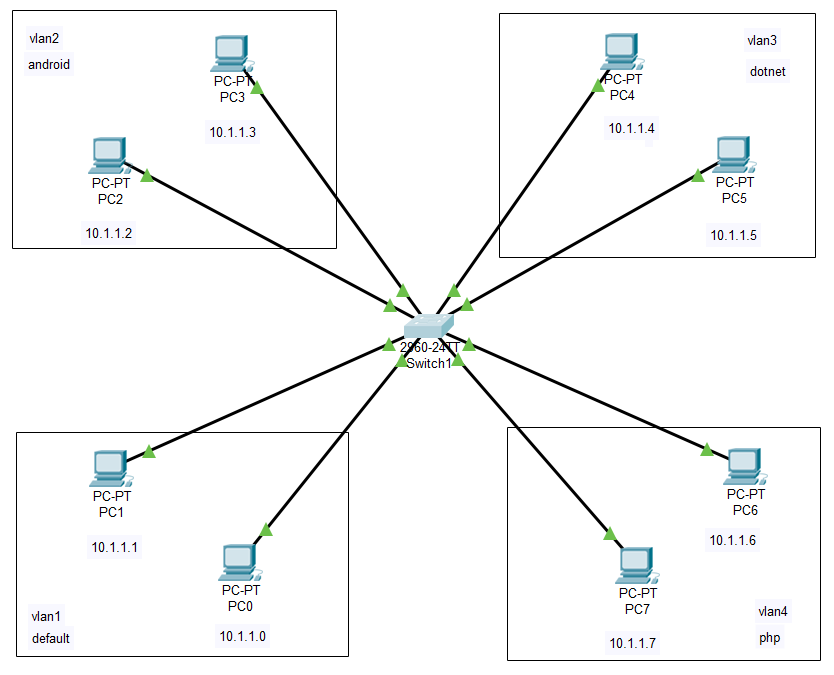 vlan2
android
PC-PT
PC3
10.1.1.3
PC-PT
PC2
10.1.1.2
vlan3
dotnet
PC-PT
PC4
10.1.1.4
PC-PT
PC5
10.1.1.5
2960-24TT
Switch1
PC-PT
PC1
10.1.1.1
PC-PT
PC0
10.1.1.0
vlan1
default
PC-PT
PC6
10.1.1.6
PC-PT
PC7
10.1.1.7
vlan4
php